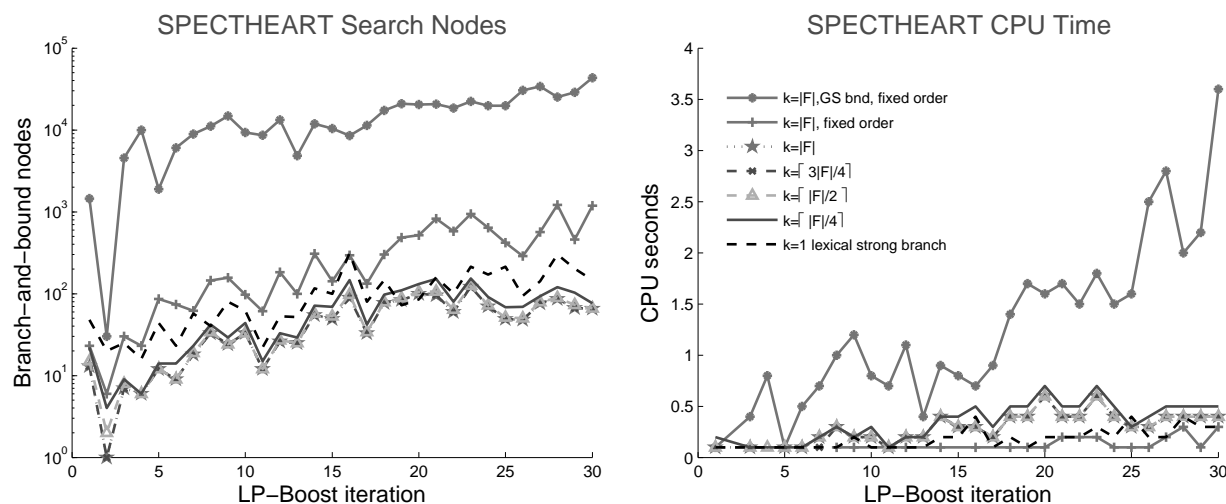 SPECTHEART Search Nodes
10^5
10^4
10^3
10^2
10^1
10^0
Branch−and−bound nodes
0 5 10 15 20 25 30
LP−Boost iteration
SPECTHEART CPU Time
4
3.5
3
2.5
2
1.5
1
0.5
0
CPU seconds
k=|F|,GS bnd, fixed order
k=|F|, fixed order
k=|F|
k=⌈ 3|F|/4⌉
k=⌈ |F|/2 ⌉
k=⌈ |F|/4⌉
k=1 lexical strong branch
0 5 10 15 20 25 30
LP−Boost iteration